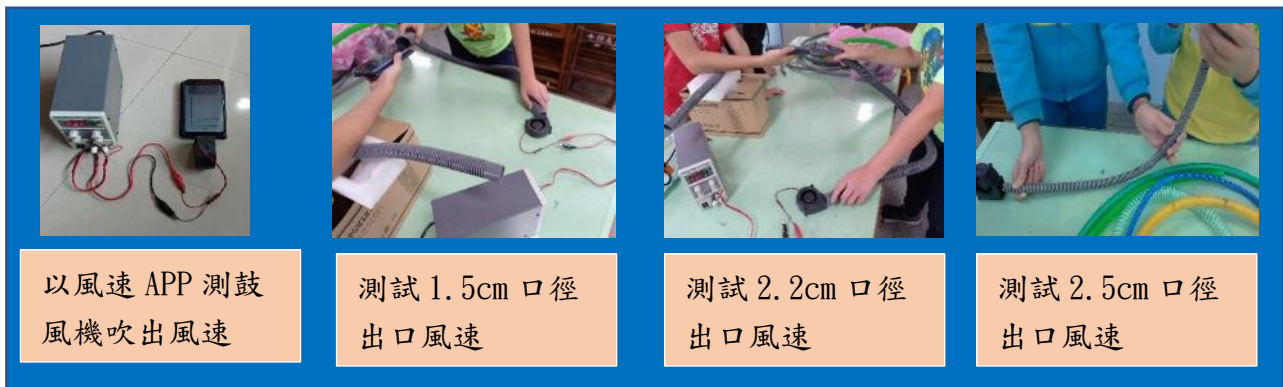 以風速 APP 測鼓
風機吹出風速
測試 1.5cm 口徑
出口風速
測試 2.2cm 口徑
出口風速
測試 2.5cm 口徑
出口風速